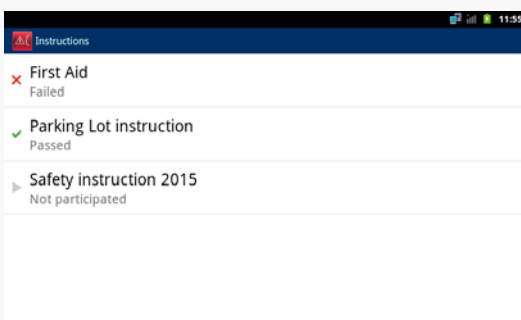 11:55
Instructions
First Aid
Failed
Parking Lot instruction
Passed
Safety instruction 2015
Not participated